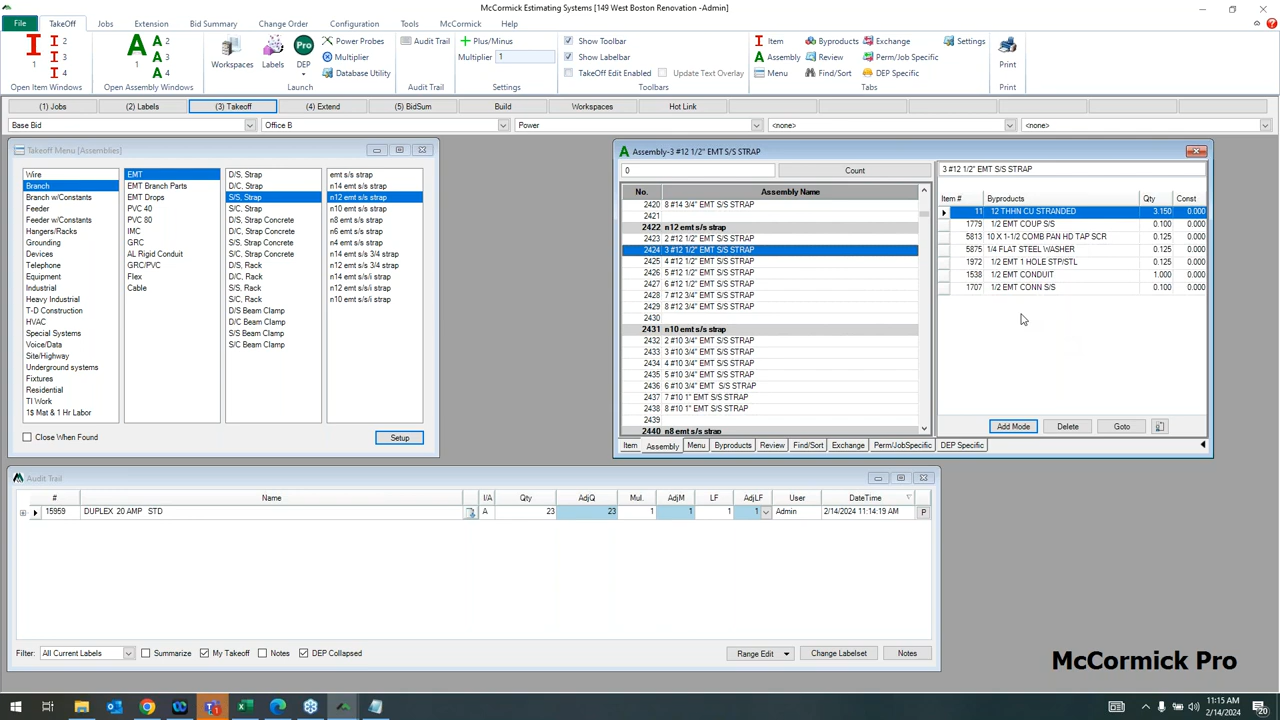 McCormick Estimating Systems [149 West Boston Renovation -Admin]
File TakeOff Jobs Extension Bid Summary Change Order Configuration Tools McCormick Help
I 1 I 2 I 3 I 4 Open Item Windows
A 1 A 2 A 3 A 4 Open Assembly Windows
Workspaces Labels Pro DEP Power Probes Multiplier Database Utility Launch
Audit Trail Audit Trail
Plus/Minus Multiplier 1 Settings
Show Toolbar Show Labelbar TakeOff Edit Enabled Update Text Overlay Toolbars
Item Byproducts Exchange Settings
Assembly Review Perm/Job Specific
Menu Find/Sort DEP Specific
Tabs
Print Print
(1) Jobs (2) Labels (3) Takeoff (4) Extend (5) BidSum Build Workspaces Hot Link
Base Bid Office B Power <none> <none>
Takeoff Menu [Assemblies]
Wire
Branch
Branch w/Constants
Feeder
Feeder w/Constants
Hangers/Racks
Grounding
Devices
Telephone
Equipment
Industrial
Heavy Industrial
T-D Construction
HVAC
Special Systems
Voice/Data
Site/Highway
Underground systems
Fixtures
Residential
TI Work
1$ Mat & 1 Hr Labor
EMT
EMT Branch Parts
EMT Drops
PVC 40
PVC 80
IMC
GRC
AL Rigid Conduit
GRC/PVC
Flex
Cable
D/S, Strap
D/C, Strap
S/S, Strap
S/C, Strap
D/S, Strap Concrete
D/C, Strap Concrete
S/S, Strap Concrete
S/C, Strap Concrete
D/S, Rack
D/C, Rack
S/S, Rack
S/C, Rack
D/S Beam Clamp
D/C Beam Clamp
S/S Beam Clamp
S/C Beam Clamp
emt s/s strap
n14 emt s/s strap
n12 emt s/s strap
n10 emt s/s strap
n8 emt s/s strap
n6 emt s/s strap
n4 emt s/s strap
n14 emt s/s 3/4 strap
n12 emt s/s 3/4 strap
n14 emt s/s/i strap
n12 emt s/s/i strap
n10 emt s/s/i strap
Close When Found Setup
Assembly-3 #12 1/2" EMT S/S STRAP
0 Count
No. Assembly Name
2420 8 #14 3/4" EMT S/S STRAP
2421
2422 n12 emt s/s strap
2423 2 #12 1/2" EMT S/S STRAP
2424 3 #12 1/2" EMT S/S STRAP
2425 4 #12 1/2" EMT S/S STRAP
2426 5 #12 1/2" EMT S/S STRAP
2427 6 #12 1/2" EMT S/S STRAP
2428 7 #12 3/4" EMT S/S STRAP
2429 8 #12 3/4" EMT S/S STRAP
2430
2431 n10 emt s/s strap
2432 2 #10 3/4" EMT S/S STRAP
2433 3 #10 3/4" EMT S/S STRAP
2434 4 #10 3/4" EMT S/S STRAP
2435 5 #10 3/4" EMT S/S STRAP
2436 6 #10 3/4" EMT S/S STRAP
2437 7 #10 1" EMT S/S STRAP
2438 8 #10 1" EMT S/S STRAP
2439
2440 n8 emt s/s strap
3 #12 1/2" EMT S/S STRAP
Item # Byproducts Qty Const
11 12 THHN CU STRANDED 3.150 0.000
1779 1/2 EMT COUP S/S 0.100 0.000
5813 10 X 1-1/2 COMB PAN HD TAP SCR 0.125 0.000
5875 1/4 FLAT STEEL WASHER 0.125 0.000
1972 1/2 EMT 1 HOLE STP/STL 0.125 0.000
1538 1/2 EMT CONDUIT 1.000 0.000
1707 1/2 EMT CONN S/S 0.100 0.000
Add Mode Delete Goto
Item Assembly Menu Byproducts Review Find/Sort Exchange Perm/JobSpecific DEP Specific
Audit Trail
# Name I/A Qty AdjQ Mul. AdjM LF AdjLF User DateTime
15959 DUPLEX 20 AMP STD A 23 23 1 1 1 1 Admin 2/14/2024 11:14:19 AM P
Filter: All Current Labels Summarize My Takeoff Notes DEP Collapsed Range Edit Change Labelset Notes
McCormick Pro
11:15 AM
2/14/2024
20